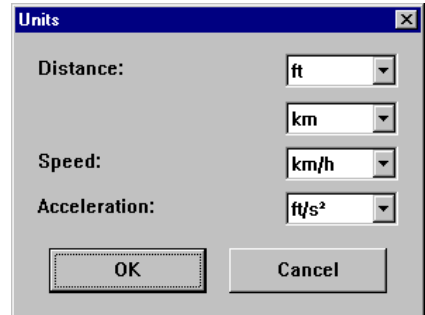 Units
Distance: ft
km
Speed: km/h
Acceleration: ft/s²
OK Cancel